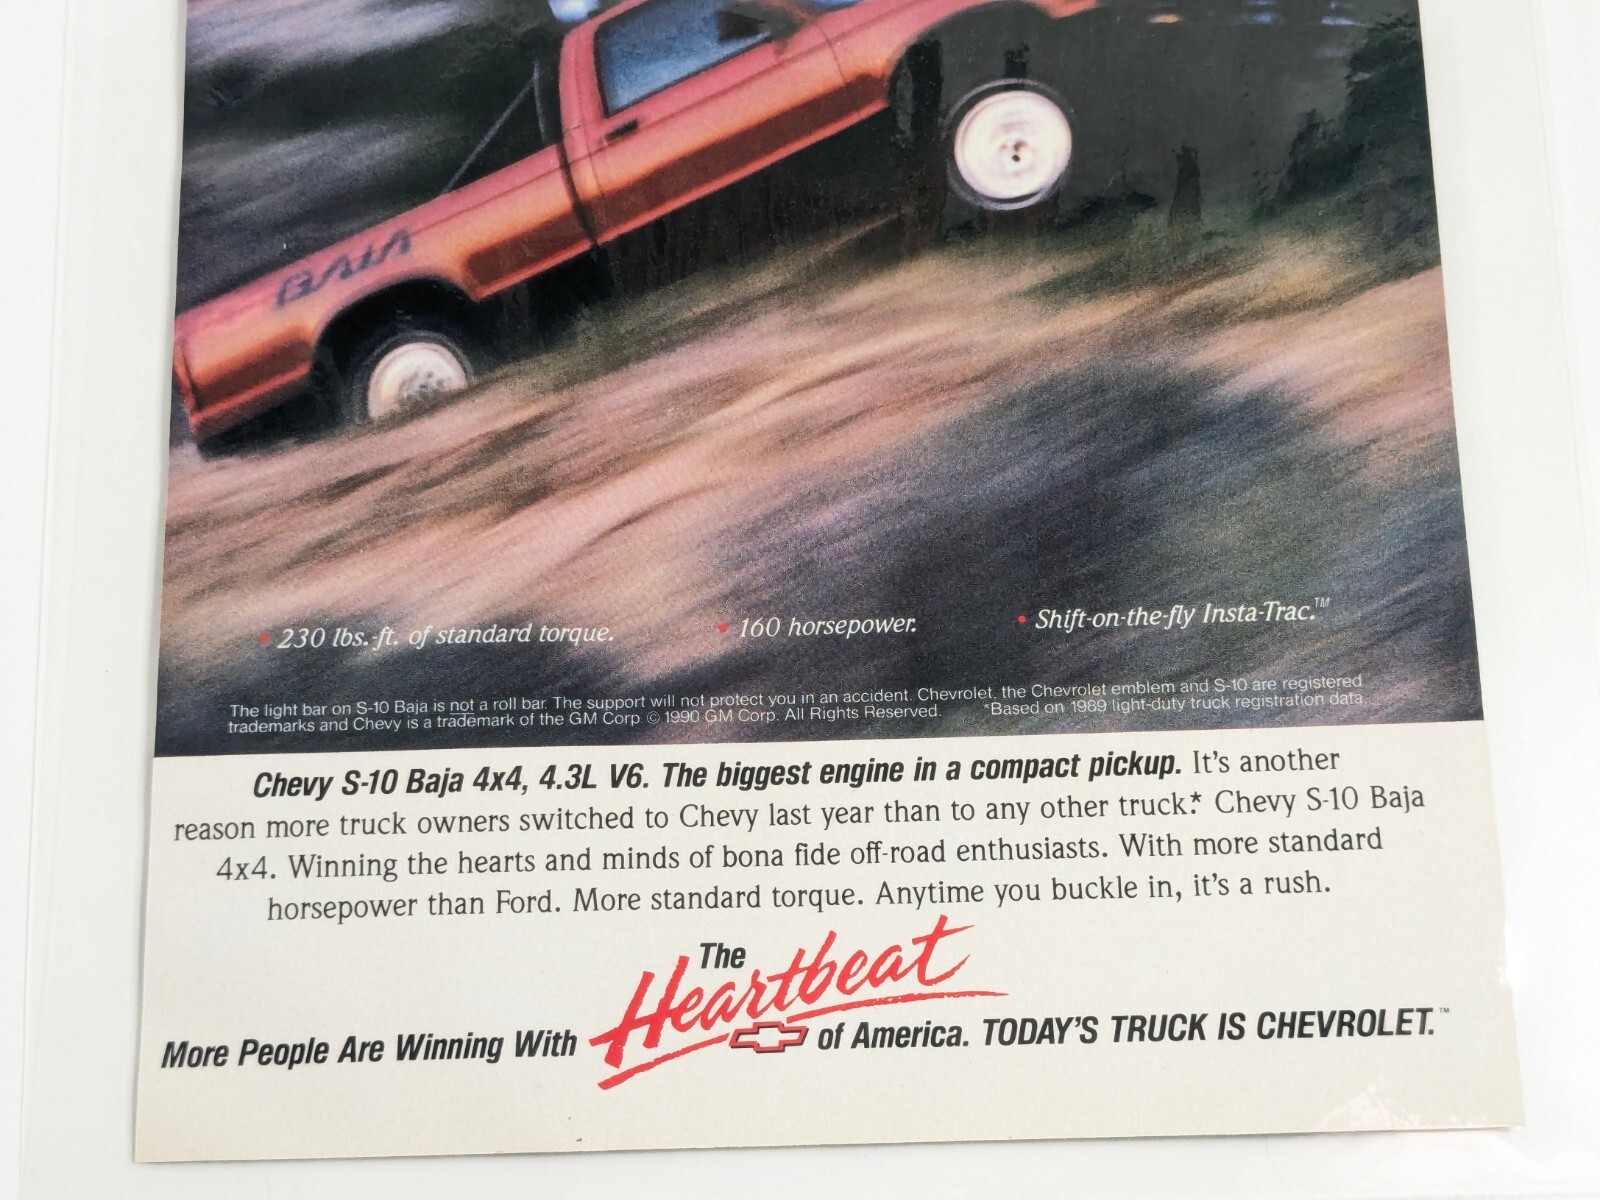 BAJA
• 230 lbs.-ft. of standard torque. • 160 horsepower. • Shift-on-the-fly Insta-Trac.™
The light bar on S-10 Baja is not a roll bar. The support will not protect you in an accident. Chevrolet, the Chevrolet emblem and S-10 are registered
trademarks and Chevy is a trademark of the GM Corp. © 1990 GM Corp. All Rights Reserved. *Based on 1989 light-duty truck registration data.
Chevy S-10 Baja 4x4, 4.3L V6. The biggest engine in a compact pickup. It's another
reason more truck owners switched to Chevy last year than to any other truck.* Chevy S-10 Baja
4x4. Winning the hearts and minds of bona fide off-road enthusiasts. With more standard
horsepower than Ford. More standard torque. Anytime you buckle in, it's a rush.
More People Are Winning With The Heartbeat of America. TODAY'S TRUCK IS CHEVROLET.™